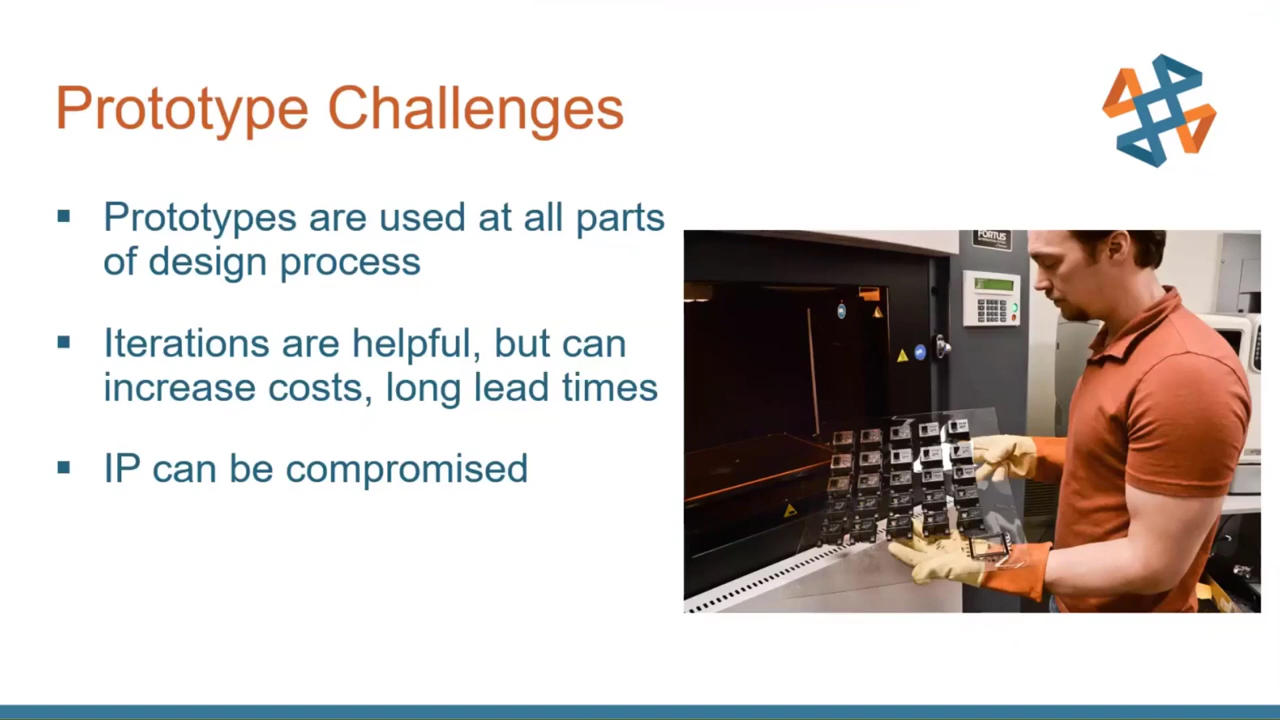 Prototype Challenges
▪ Prototypes are used at all parts
of design process
▪ Iterations are helpful, but can
increase costs, long lead times
▪ IP can be compromised
FORTUS